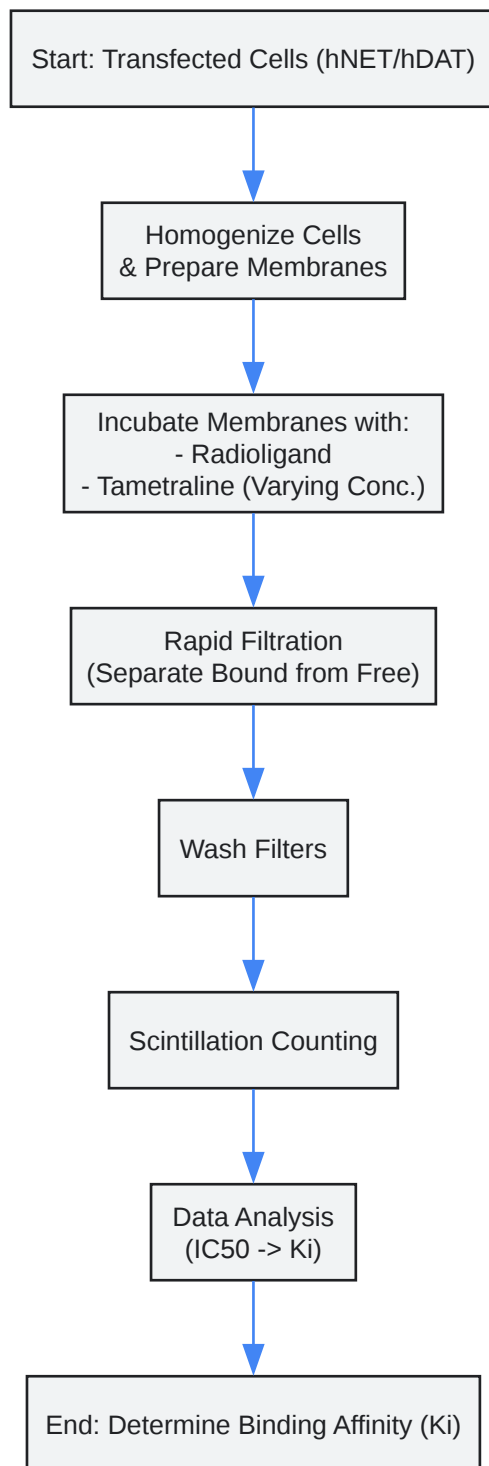 Start: Transfected Cells (hNET/hDAT)
Homogenize Cells
& Prepare Membranes
Incubate Membranes with:
- Radioligand
- Tametraline (Varying Conc.)
Rapid Filtration
(Separate Bound from Free)
Wash Filters
Scintillation Counting
Data Analysis
(IC50 -> Ki)
End: Determine Binding Affinity (Ki)